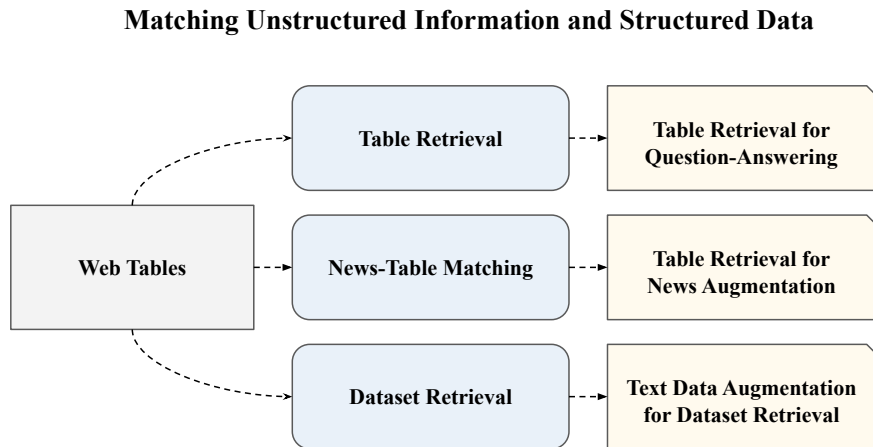 Matching Unstructured Information and Structured Data
Table Retrieval
Table Retrieval for
Question-Answering
Web Tables
News-Table Matching
Table Retrieval for
News Augmentation
Dataset Retrieval
Text Data Augmentation
for Dataset Retrieval